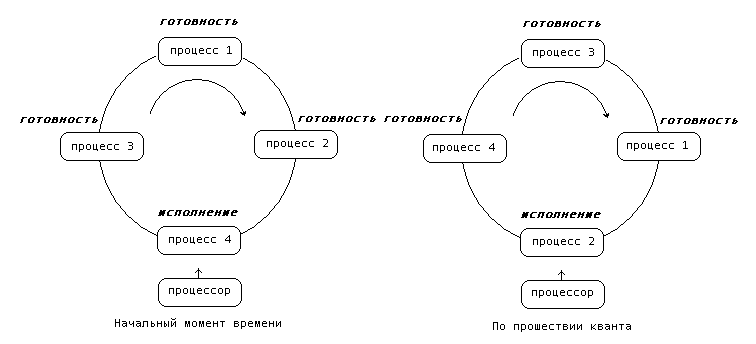 готовность
процесс 1
готовность
процесс 3
готовность
процесс 2
исполнение
процесс 4
процессор
Начальный момент времени
готовность
процесс 3
готовность
процесс 4
готовность
процесс 1
исполнение
процесс 2
процессор
По прошествии кванта